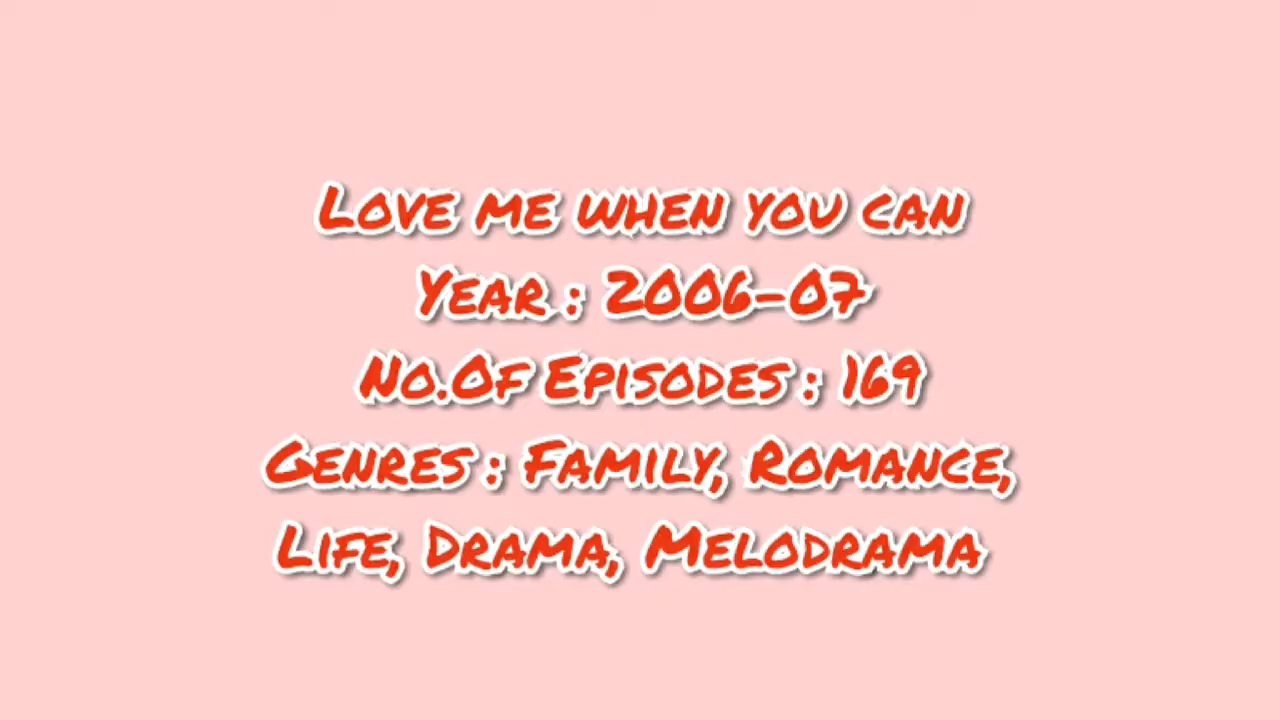 Love me when you can
Year : 2006-07
No.Of Episodes : 169
Genres : Family, Romance,
Life, Drama, Melodrama